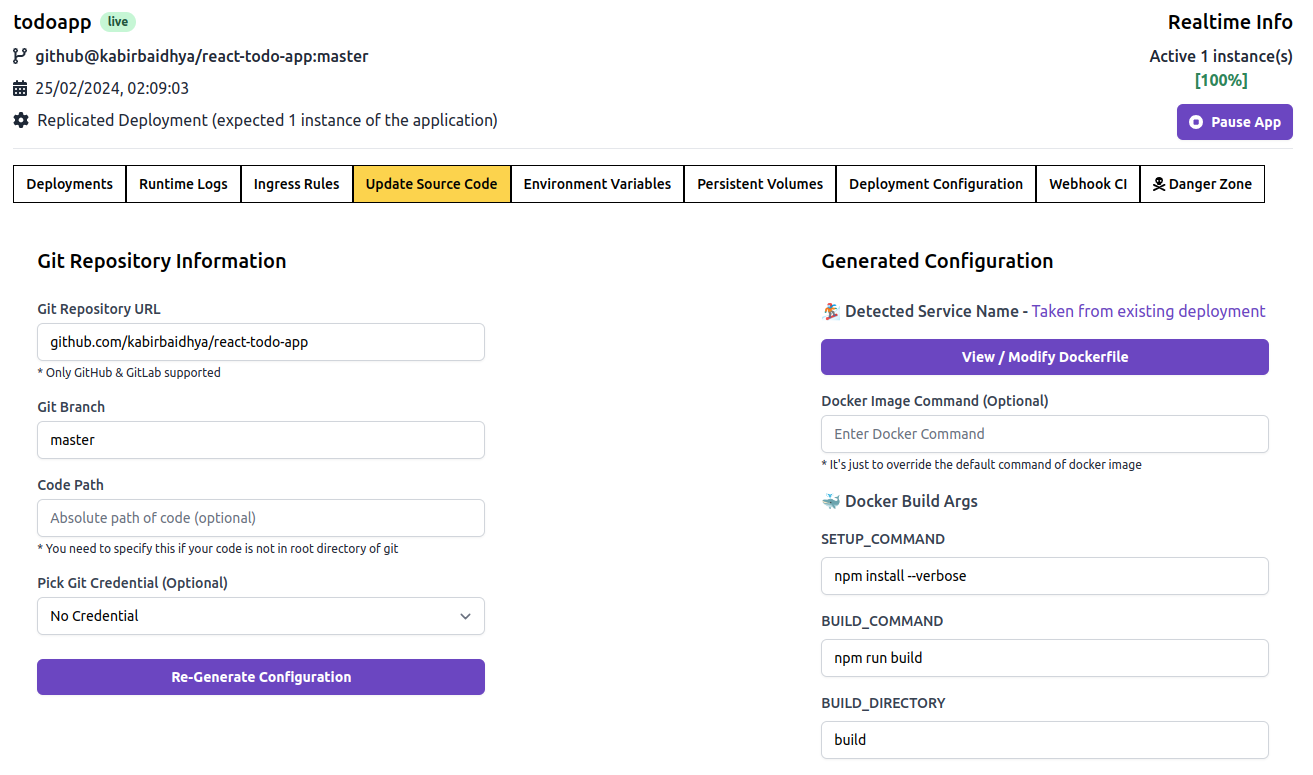 todoapp live
github@kabirbaidhya/react-todo-app:master
25/02/2024, 02:09:03
Replicated Deployment (expected 1 instance of the application)
Realtime Info
Active 1 instance(s)
[100%]
Pause App
Deployments Runtime Logs Ingress Rules Update Source Code Environment Variables Persistent Volumes Deployment Configuration Webhook CI Danger Zone
Git Repository Information
Git Repository URL
github.com/kabirbaidhya/react-todo-app
* Only GitHub & GitLab supported
Git Branch
master
Code Path
Absolute path of code (optional)
* You need to specify this if your code is not in root directory of git
Pick Git Credential (Optional)
No Credential
Re-Generate Configuration
Generated Configuration
Detected Service Name - Taken from existing deployment
View / Modify Dockerfile
Docker Image Command (Optional)
Enter Docker Command
* It's just to override the default command of docker image
Docker Build Args
SETUP_COMMAND
npm install --verbose
BUILD_COMMAND
npm run build
BUILD_DIRECTORY
build